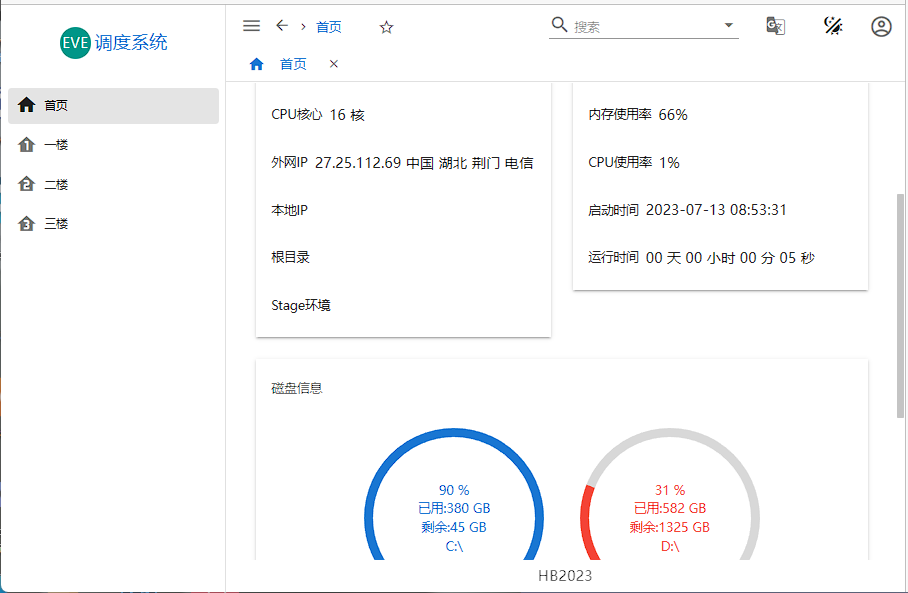 EVE 调度系统
首页
一楼
二楼
三楼
首页
搜索
首页
CPU核心 16 核
外网IP 27.25.112.69 中国 湖北 荆门 电信
本地IP
根目录
Stage环境
内存使用率 66%
CPU使用率 1%
启动时间 2023-07-13 08:53:31
运行时间 00 天 00 小时 00 分 05 秒
磁盘信息
90 %
已用:380 GB
剩余:45 GB
C:\
31 %
已用:582 GB
剩余:1325 GB
D:\
HB2023